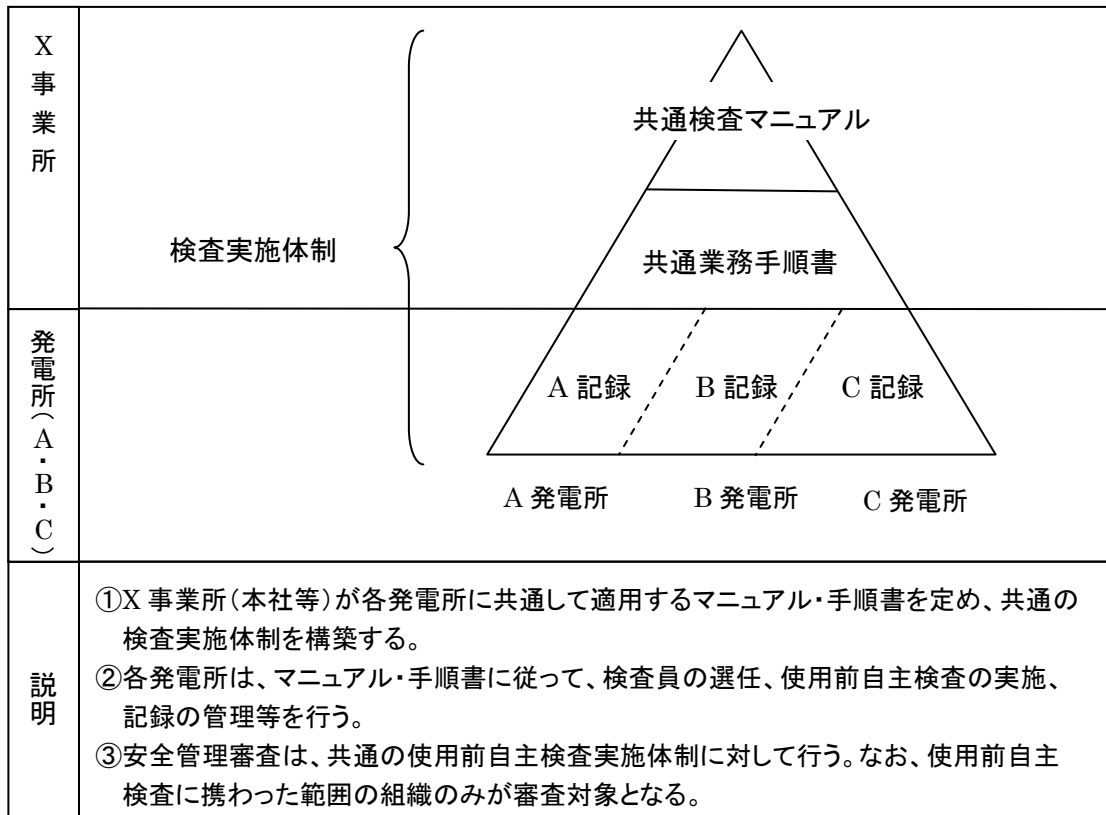 X事業所
共通検査マニュアル
検査実施体制
共通業務手順書
発電所(A・B・C)
A 記録
B 記録
C 記録
A 発電所
B 発電所
C 発電所
説明
①X 事業所(本社等)が各発電所に共通して適用するマニュアル・手順書を定め、共通の
検査実施体制を構築する。
②各発電所は、マニュアル・手順書に従って、検査員の選任、使用前自主検査の実施、
記録の管理等を行う。
③安全管理審査は、共通の使用前自主検査実施体制に対して行う。なお、使用前自主
検査に携わった範囲の組織のみが審査対象となる。